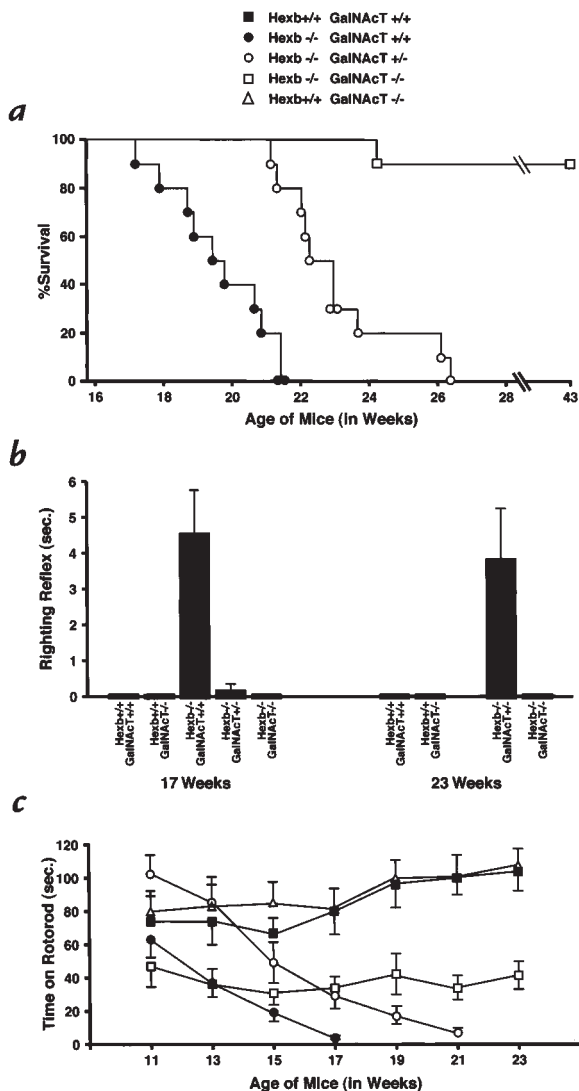 Hexb+/+ GalNAcT +/+
Hexb -/- GalNAcT +/+
Hexb -/- GalNAcT +/-
Hexb -/- GalNAcT -/-
Hexb+/+ GalNAcT -/-
a
%Survival
100
80
60
40
20
0
16 18 20 22 24 26 28 43
Age of Mice (in Weeks)
b
Righting Reflex (sec.)
6
5
4
3
2
1
0
Hexb+/+
GalNAcT+/+
Hexb+/+
GalNAcT-/-
Hexb-/-
GalNAcT+/+
Hexb-/-
GalNAcT+/-
Hexb-/-
GalNAcT-/-
Hexb+/+
GalNAcT+/+
Hexb+/+
GalNAcT-/-
Hexb-/-
GalNAcT+/-
Hexb-/-
GalNAcT-/-
17 Weeks
23 Weeks
c
Time on Rotorod (sec.)
120
100
80
60
40
20
0
11 13 15 17 19 21 23
Age of Mice (in Weeks)